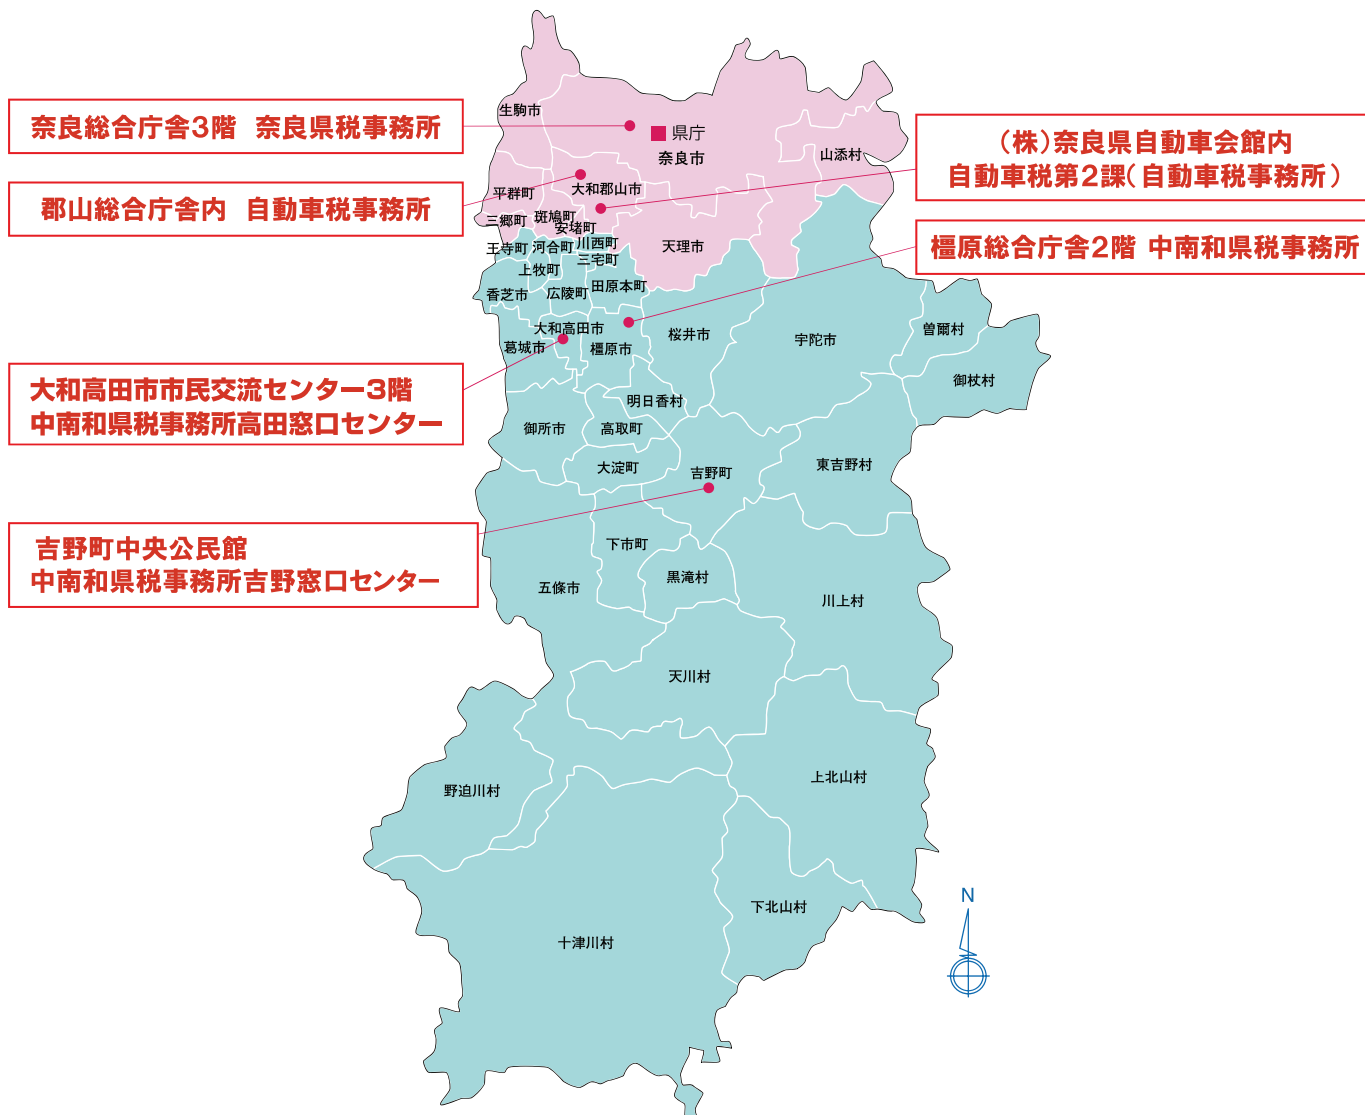 奈良総合庁舎3階 奈良県税事務所
郡山総合庁舎内 自動車税事務所
(株)奈良県自動車会館内
自動車税第2課(自動車税事務所)
橿原総合庁舎2階 中南和県税事務所
大和高田市市民交流センター3階
中南和県税事務所高田窓口センター
吉野町中央公民館
中南和県税事務所吉野窓口センター
生駒市
県庁
奈良市
山添村
平群町
大和郡山市
三郷町
斑鳩町
安堵町
天理市
王寺町
河合町
川西町
三宅町
上牧町
香芝市
広陵町
田原本町
大和高田市
葛城市
橿原市
桜井市
宇陀市
曽爾村
御杖村
明日香村
御所市
高取町
大淀町
吉野町
東吉野村
下市町
黒滝村
五條市
川上村
天川村
野迫川村
上北山村
下北山村
十津川村
N